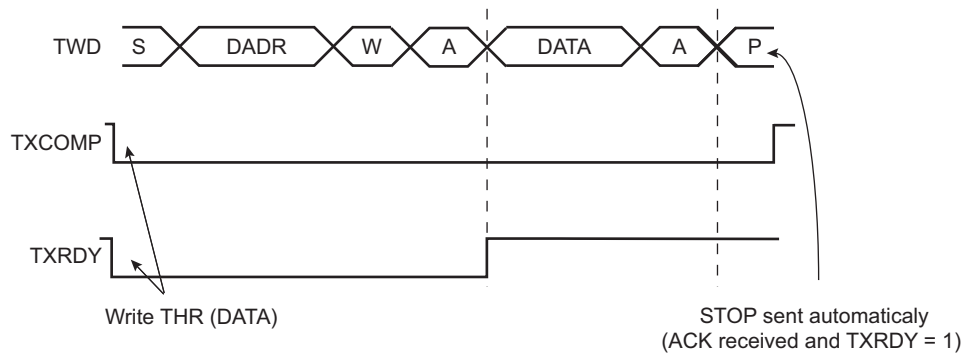 TWD S DADR W A DATA A P
TXCOMP
TXRDY
Write THR (DATA)
STOP sent automaticaly
(ACK received and TXRDY = 1)